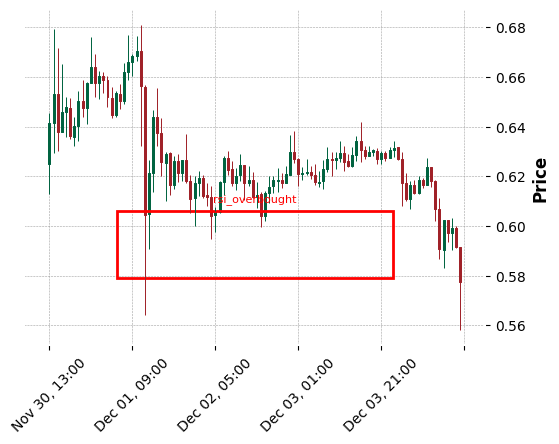 0.68
0.66
0.64
0.62
0.60
0.58
0.56
Price
rsi_overbought
Nov 30, 13:00
Dec 01, 09:00
Dec 02, 05:00
Dec 03, 01:00
Dec 03, 21:00